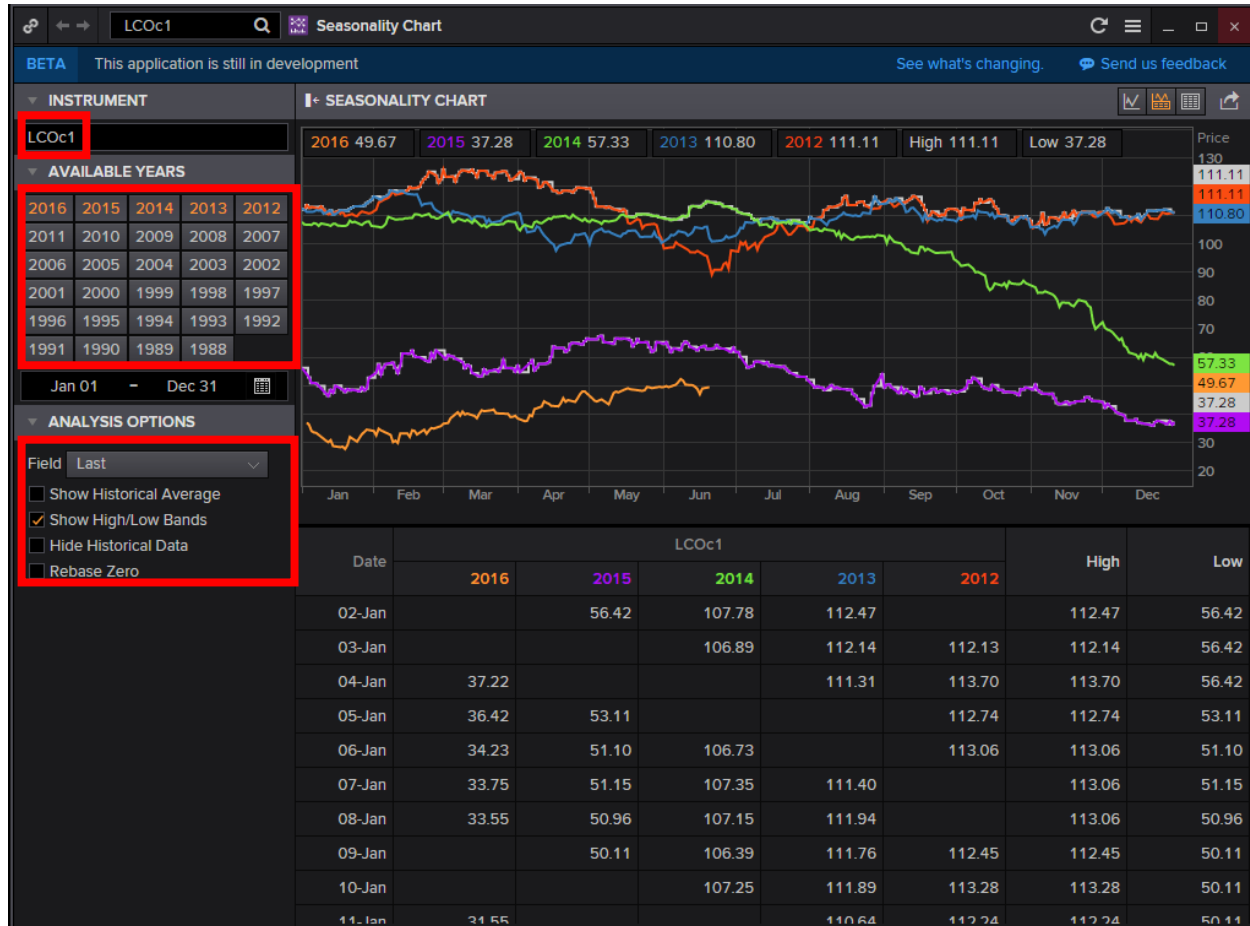 LCOc1 Seasonality Chart
BETA This application is still in development See what's changing. Send us feedback
INSTRUMENT
LCOc1
AVAILABLE YEARS
2016 2015 2014 2013 2012
2011 2010 2009 2008 2007
2006 2005 2004 2003 2002
2001 2000 1999 1998 1997
1996 1995 1994 1993 1992
1991 1990 1989 1988
Jan 01 - Dec 31
ANALYSIS OPTIONS
Field Last
Show Historical Average
Show High/Low Bands
Hide Historical Data
Rebase Zero
SEASONALITY CHART
2016 49.67 2015 37.28 2014 57.33 2013 110.80 2012 111.11 High 111.11 Low 37.28
Price
130
111.11
111.11
110.80
100
90
80
70
57.33
49.67
37.28
37.28
30
20
Jan Feb Mar Apr May Jun Jul Aug Sep Oct Nov Dec
Date LCOc1 High Low
2016 2015 2014 2013 2012
02-Jan 56.42 107.78 112.47 112.47 56.42
03-Jan 106.89 112.14 112.13 112.14 56.42
04-Jan 37.22 111.31 113.70 113.70 56.42
05-Jan 36.42 53.11 112.74 112.74 53.11
06-Jan 34.23 51.10 106.73 113.06 113.06 51.10
07-Jan 33.75 51.15 107.35 111.40 113.06 51.15
08-Jan 33.55 50.96 107.15 111.94 113.06 50.96
09-Jan 50.11 106.39 111.76 112.45 112.45 50.11
10-Jan 107.25 111.89 113.28 113.28 50.11
11-Jan 31.55 110.64 112.24 112.24 50.11